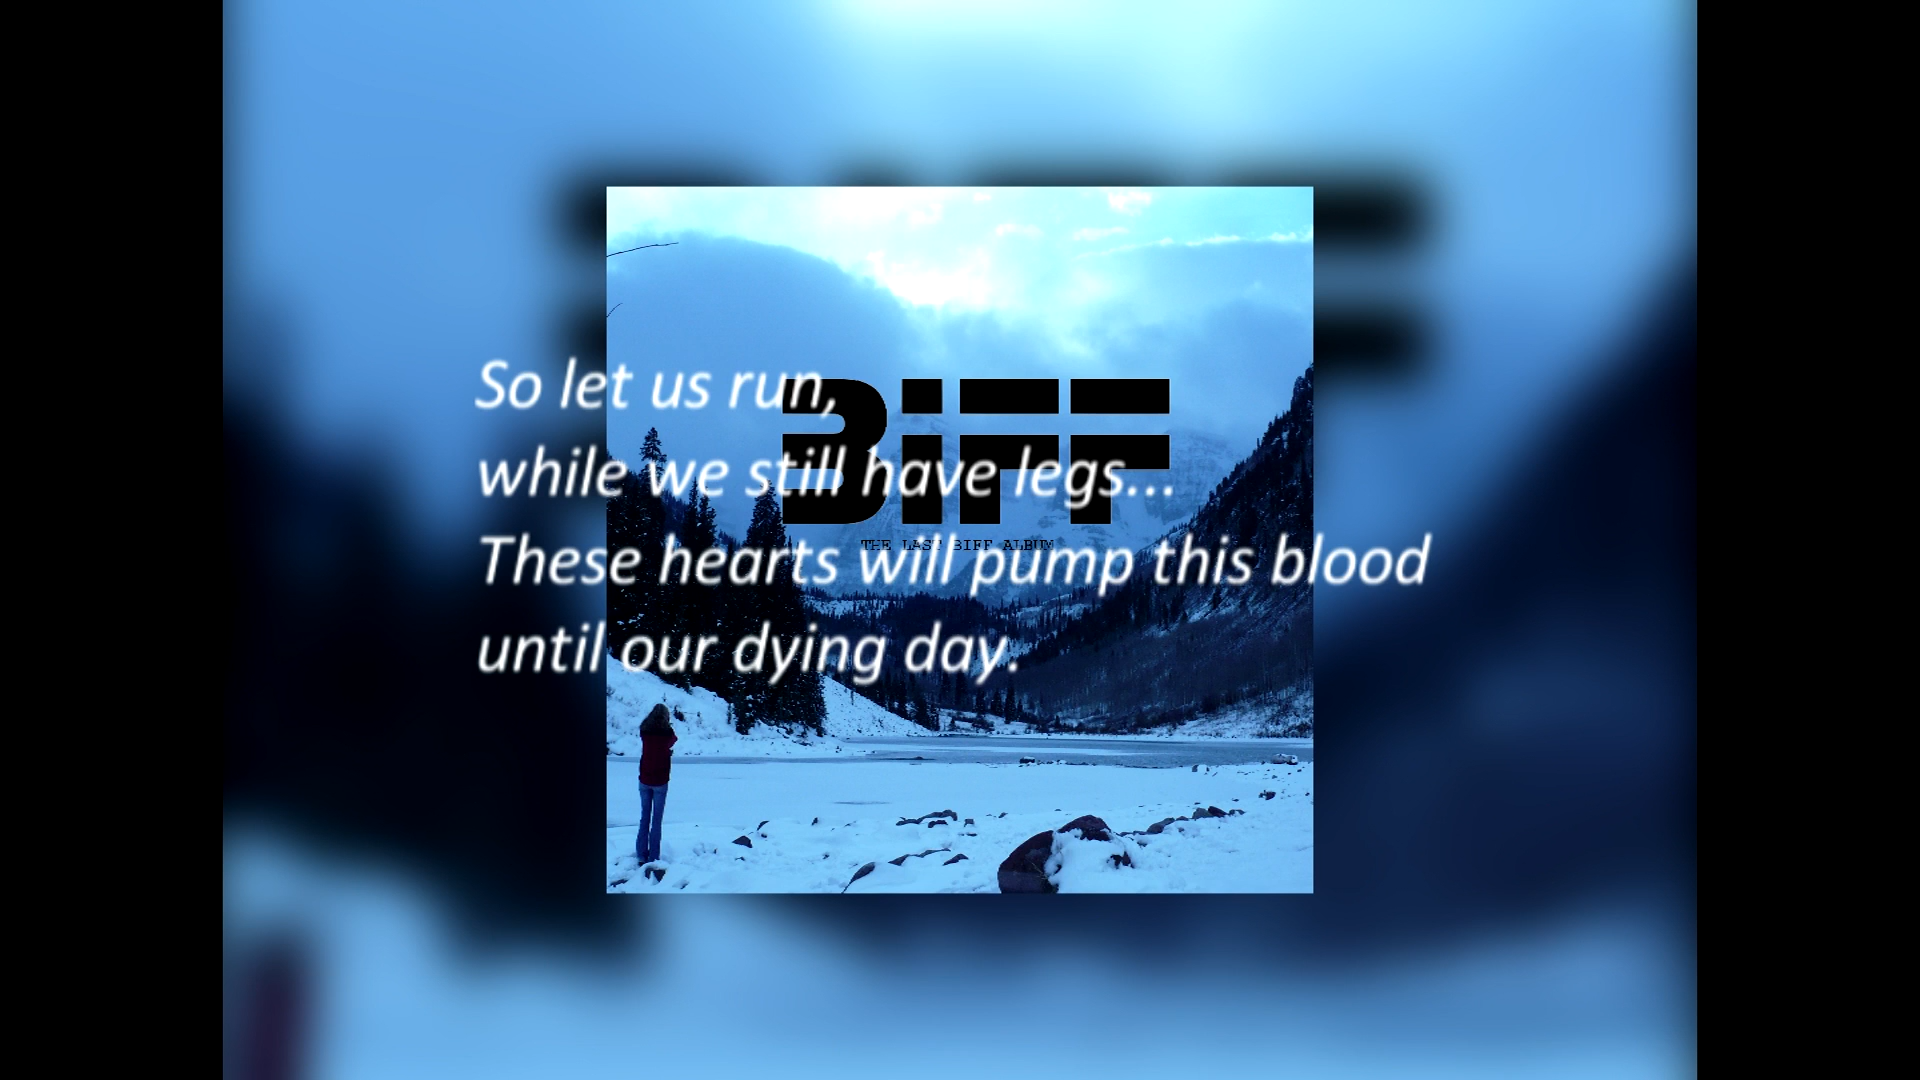 So let us run,
BIFF
while we still have legs...
THE LAST BIFF ALBUM
These hearts will pump this blood
until our dying day.